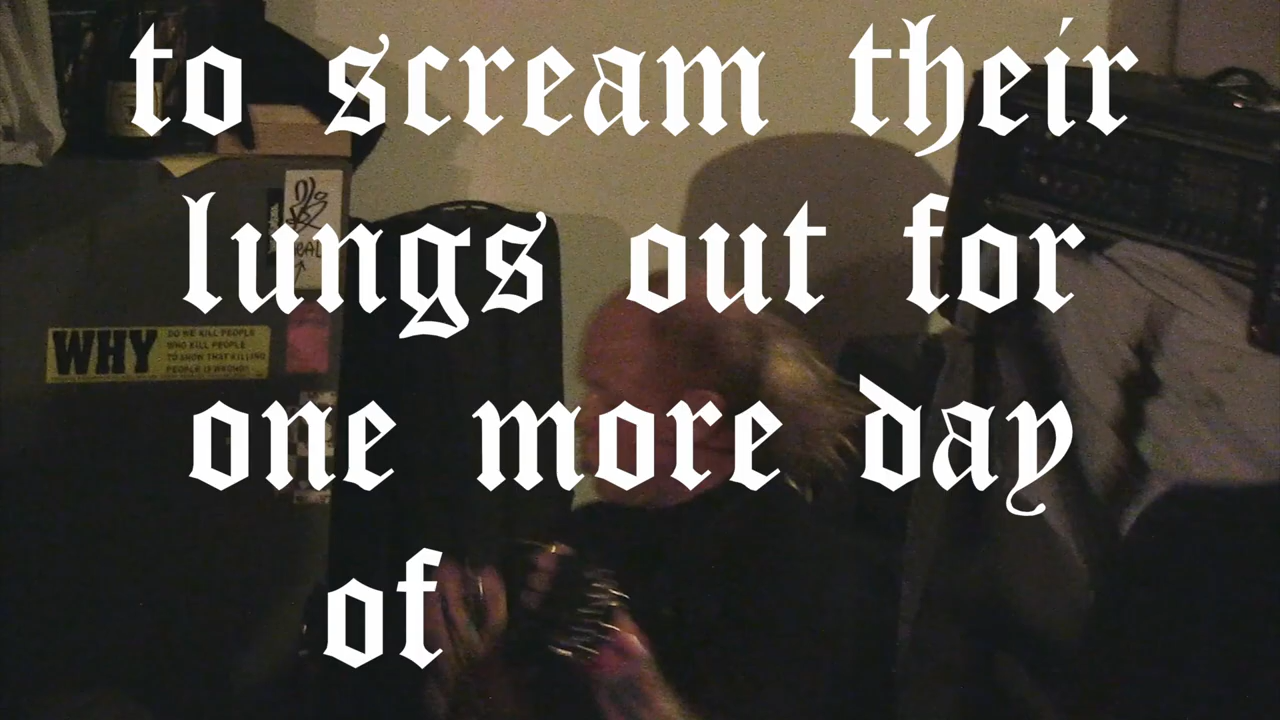 to scream their
lungs out for
one more day
of
WHY
DO WE KILL PEOPLE
WHO KILL PEOPLE
TO SHOW THAT KILLING
PEOPLE IS WRONG?